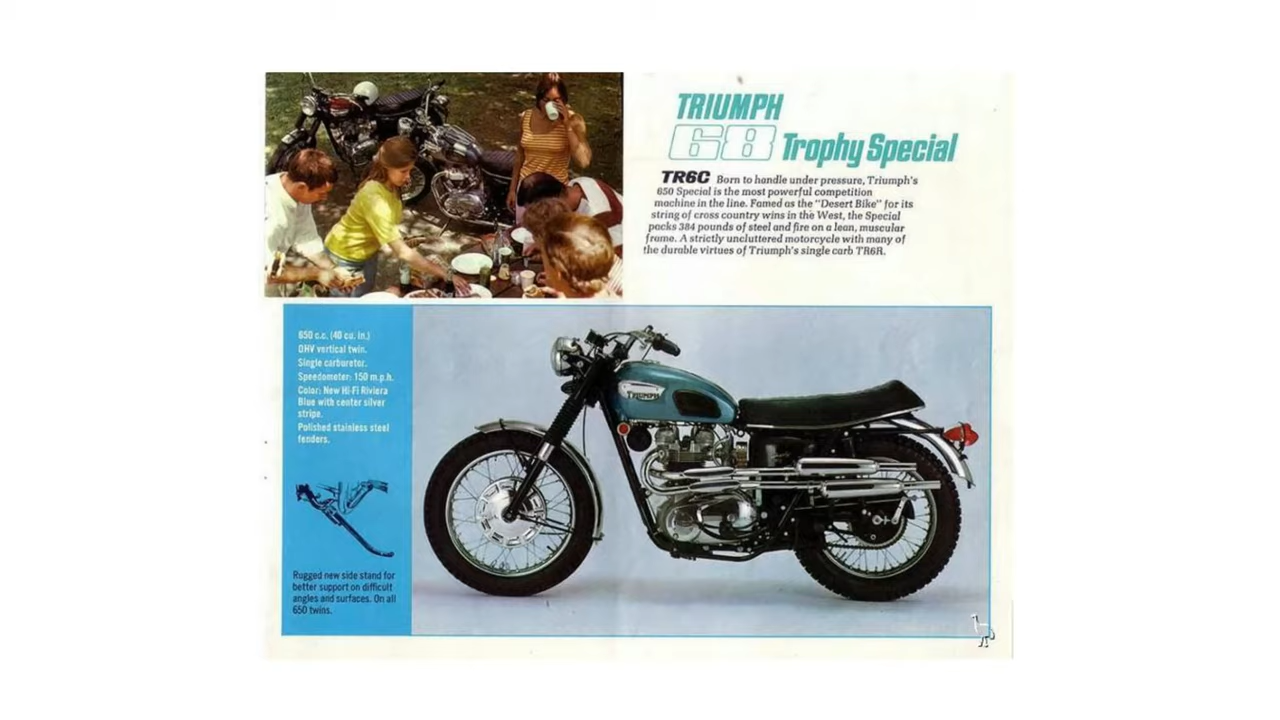 TRIUMPH
68 Trophy Special
TR6C Born to handle under pressure, Triumph's
650 Special is the most powerful competition
machine in the line. Famed as the "Desert Bike" for its
string of cross country wins in the West, the Special
packs 384 pounds of steel and fire on a lean, muscular
frame. A strictly uncluttered motorcycle with many of
the durable virtues of Triumph's single carb TR6R.
650 c.c. (40 cu. in.)
OHV vertical twin.
Single carburetor.
Speedometer: 150 m.p.h.
Color: New Hi-Fi Riviera
Blue with center silver
stripe.
Polished stainless steel
fenders.
TRIUMPH
Rugged new side stand for
better support on difficult
angles and surfaces. On all
650 twins.